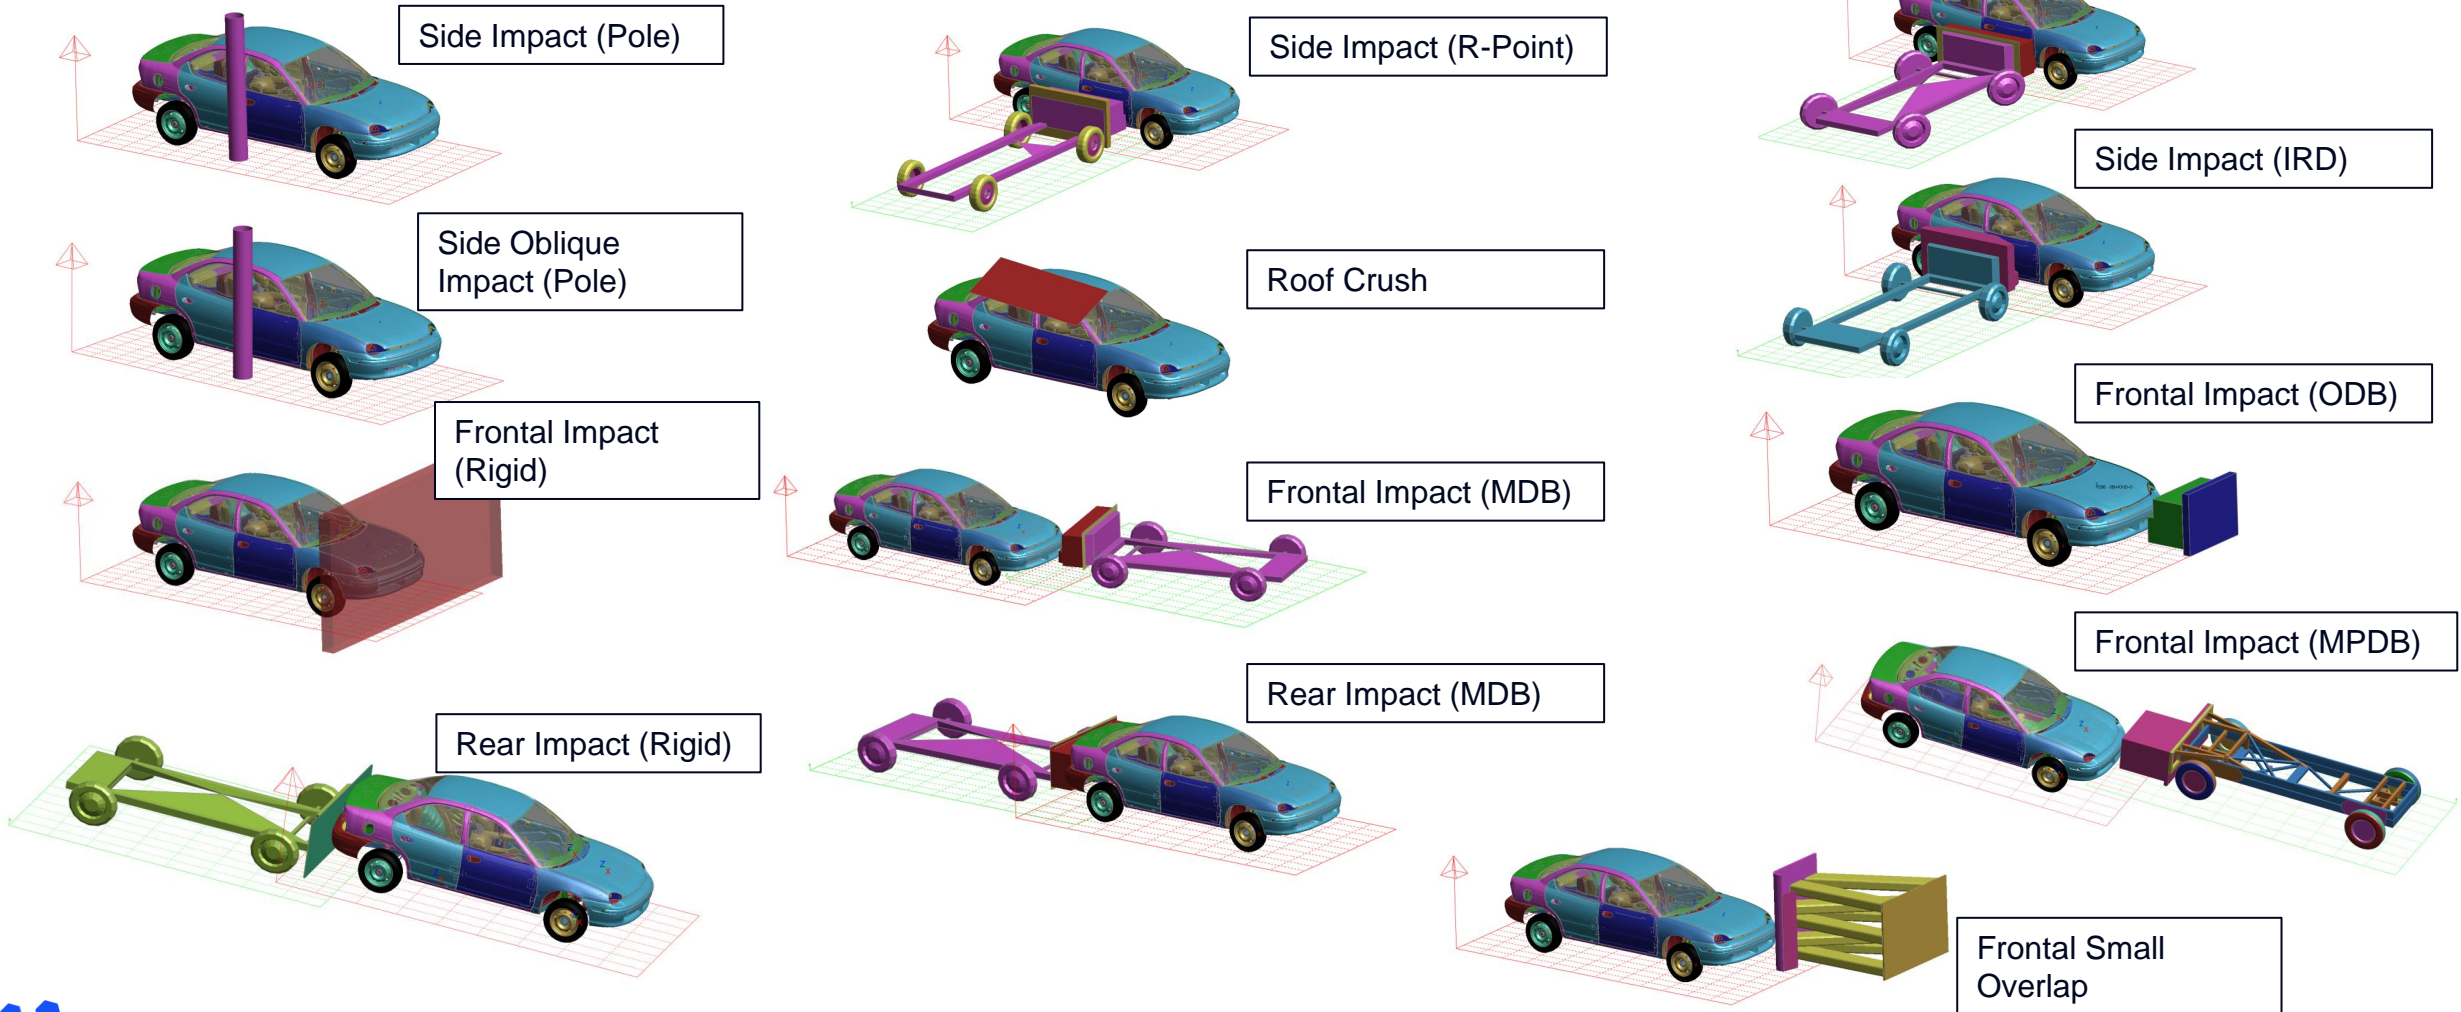 Side Impact (Pole)
Side Impact (R-Point)
Side Impact (IRD)
Side Oblique
Impact (Pole)
Roof Crush
Frontal Impact (ODB)
Frontal Impact
(Rigid)
Frontal Impact (MDB)
Frontal Impact (MPDB)
Rear Impact (MDB)
Rear Impact (Rigid)
Frontal Small
Overlap